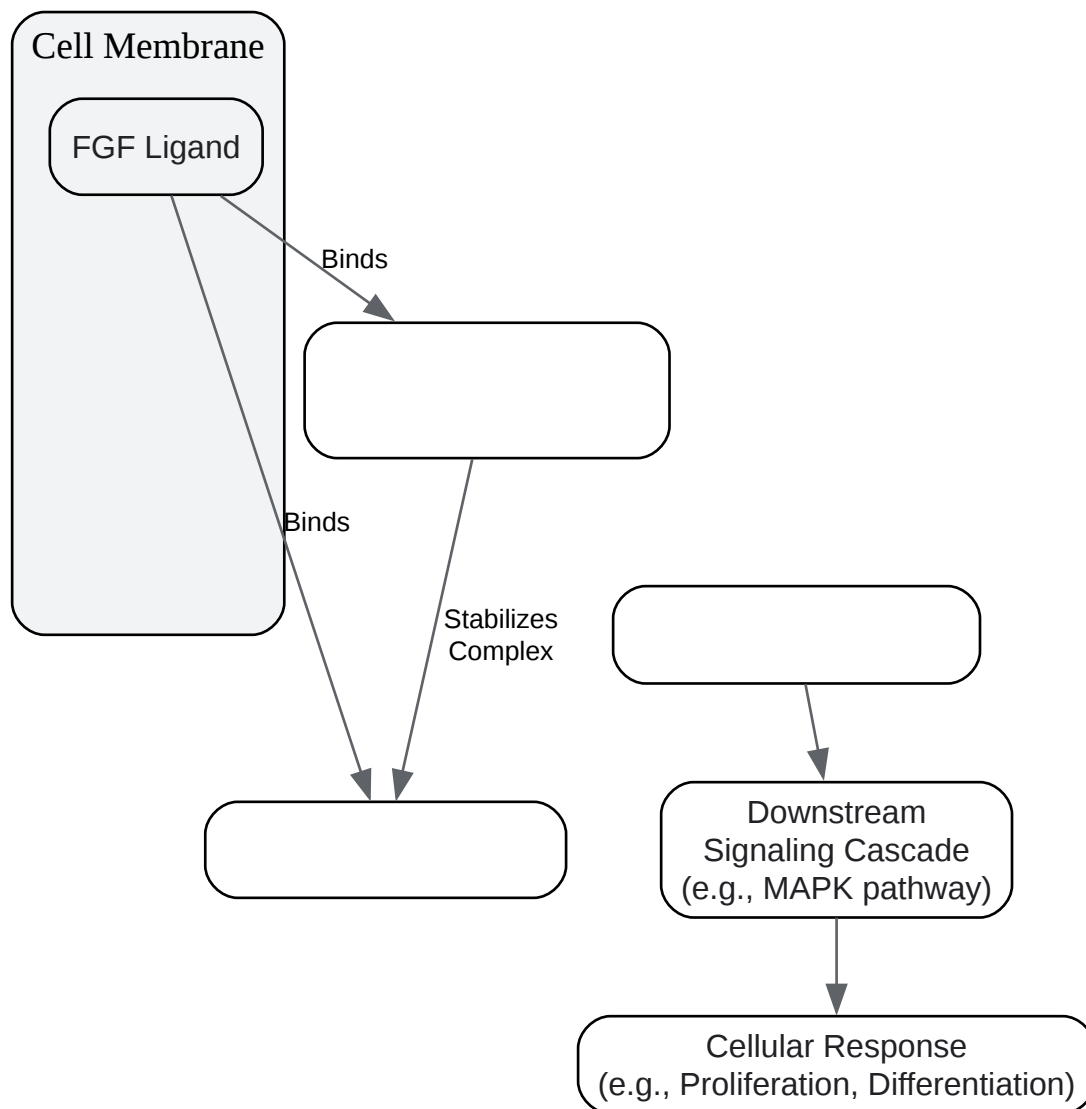 Cell Membrane
FGF Ligand
Binds
Binds
Stabilizes
Complex
Downstream
Signaling Cascade
(e.g., MAPK pathway)
Cellular Response
(e.g., Proliferation, Differentiation)